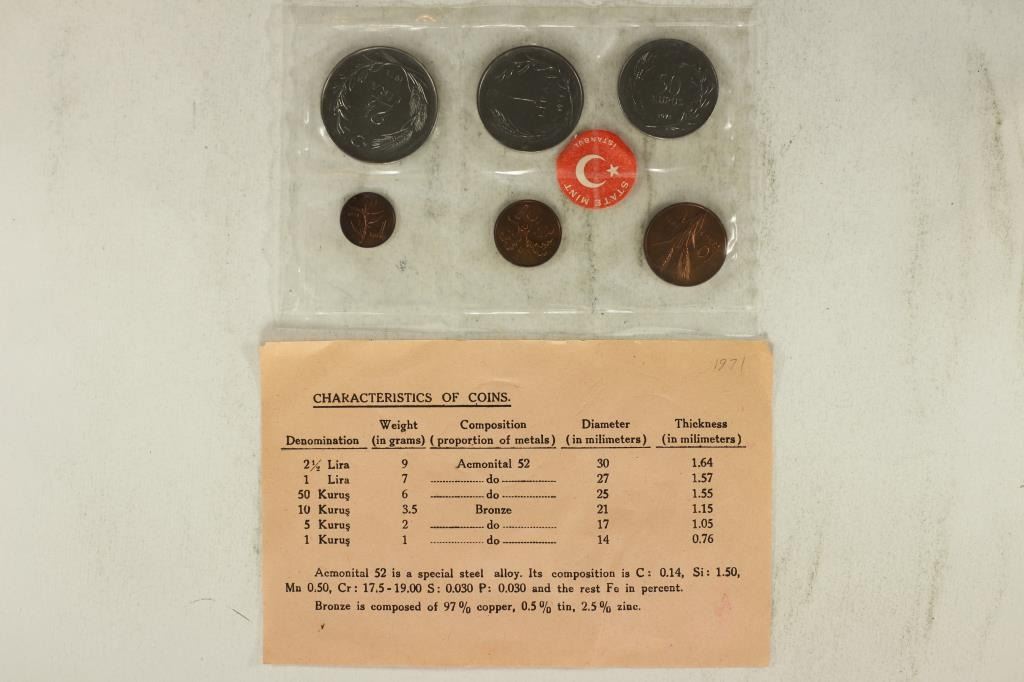 50
KURUŞ
1971
STATE MINT
ISTANBUL
1971
CHARACTERISTICS OF COINS.
Denomination Weight (in grams) Composition (proportion of metals) Diameter (in milimeters) Thickness (in milimeters)
2½ Lira 9 Acmonital 52 30 1.64
1 Lira 7 do 27 1.57
50 Kuruş 6 do 25 1.55
10 Kuruş 3.5 Bronze 21 1.15
5 Kuruş 2 do 17 1.05
1 Kuruş 1 do 14 0.76
Acmonital 52 is a special steel alloy. Its composition is C: 0.14, Si: 1.50,
Mn 0.50, Cr: 17.5-19.00 S: 0.030 P: 0.030 and the rest Fe in percent.
Bronze is composed of 97% copper, 0.5% tin, 2.5% zinc.